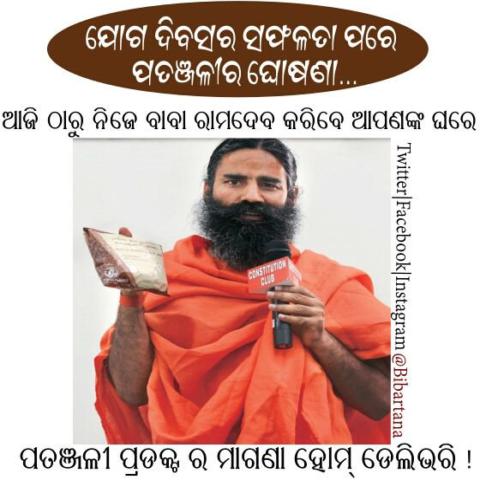 ଯୋଗ ଦିବସର ସଫଳତା ପରେ
ପତଞ୍ଜଳୀର ଘୋଷଣା...
ଆଜି ଠାରୁ ନିଜେ ବାବା ରାମଦେବ କରିବେ ଆପଣଙ୍କ ଘରେ
Twitter|Facebook|Instagram @Bibartana
CONSTITUTION
CLUB
ପତଞ୍ଜଳୀ ପ୍ରଡକ୍ଟ ର ମାଗଣା ହୋମ୍ ଡେଲିଭରି !